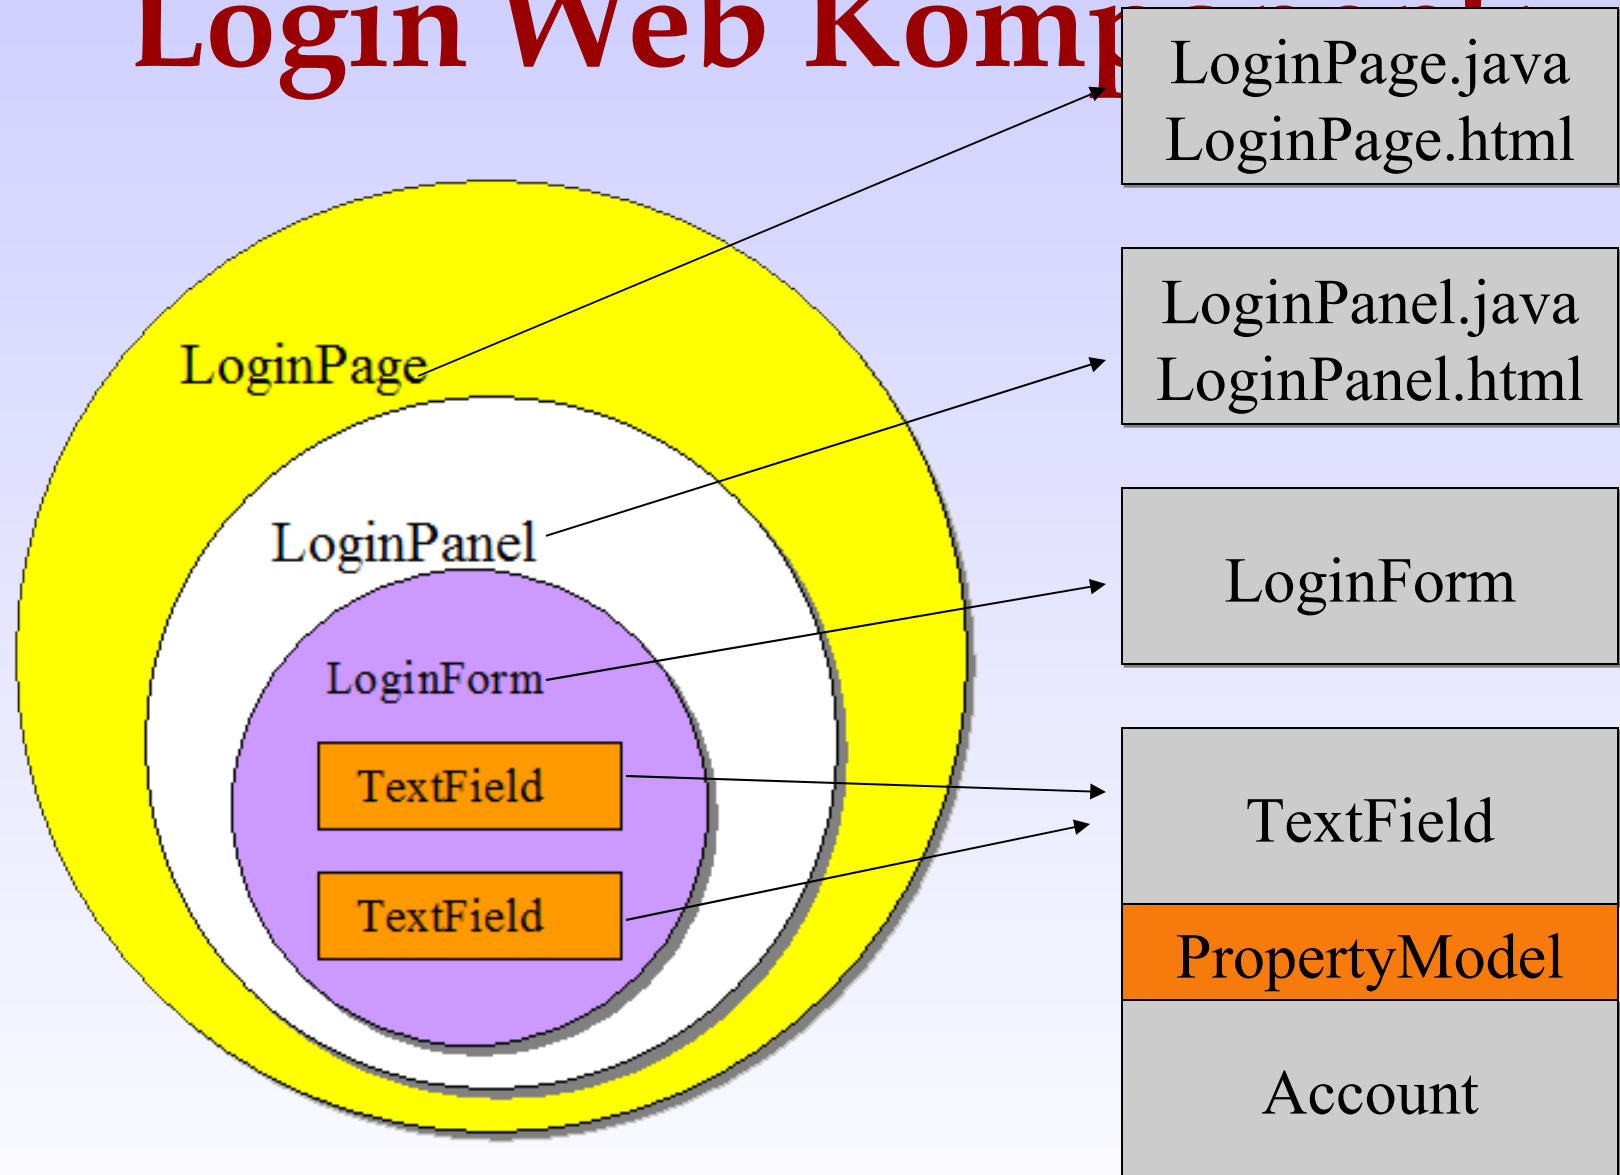 Login Web
LoginPage.java
LoginPage.html
LoginPage
LoginPanel.java
LoginPanel.html
LoginPanel
LoginForm
LoginForm
TextField
TextField
TextField
PropertyModel
Account